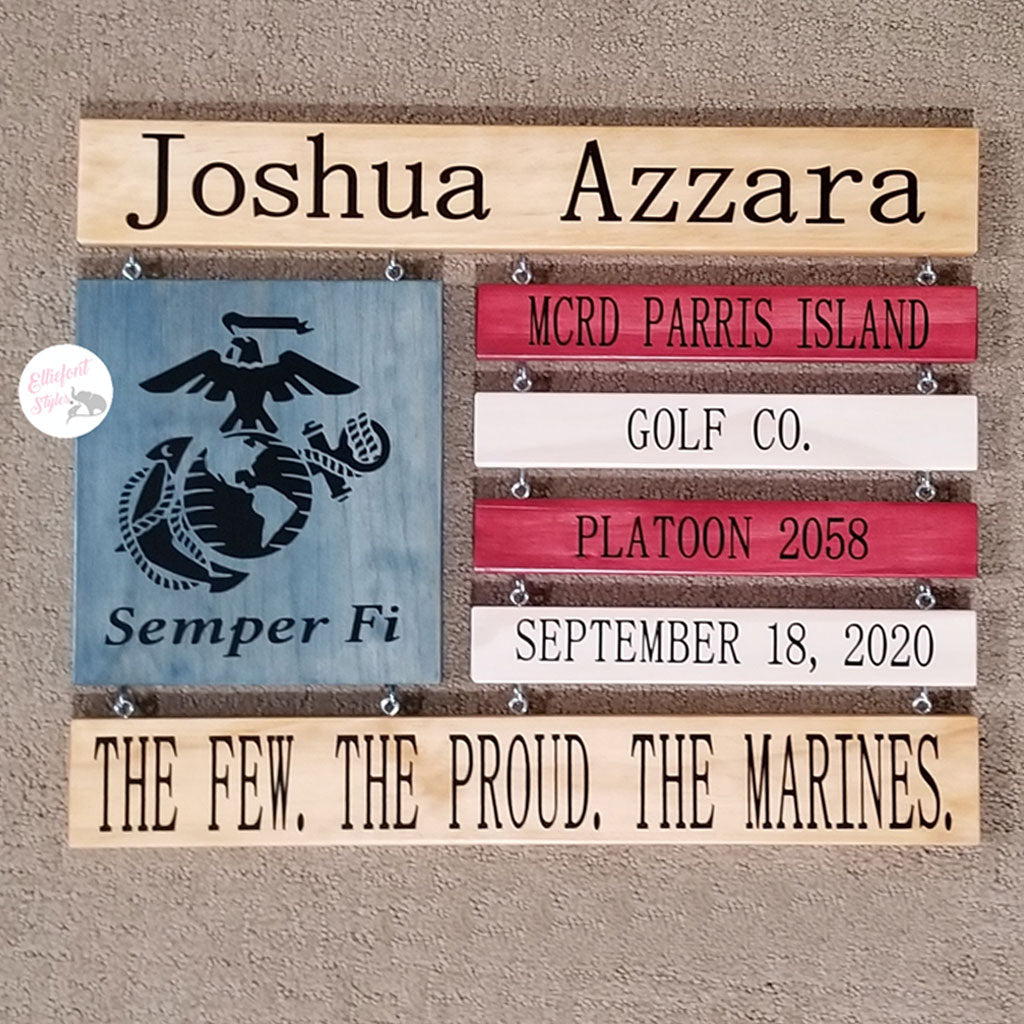 Joshua Azzara
Elliefont
Styles
Semper Fi
MCRD PARRIS ISLAND
GOLF CO.
PLATOON 2058
SEPTEMBER 18, 2020
THE FEW. THE PROUD. THE MARINES.